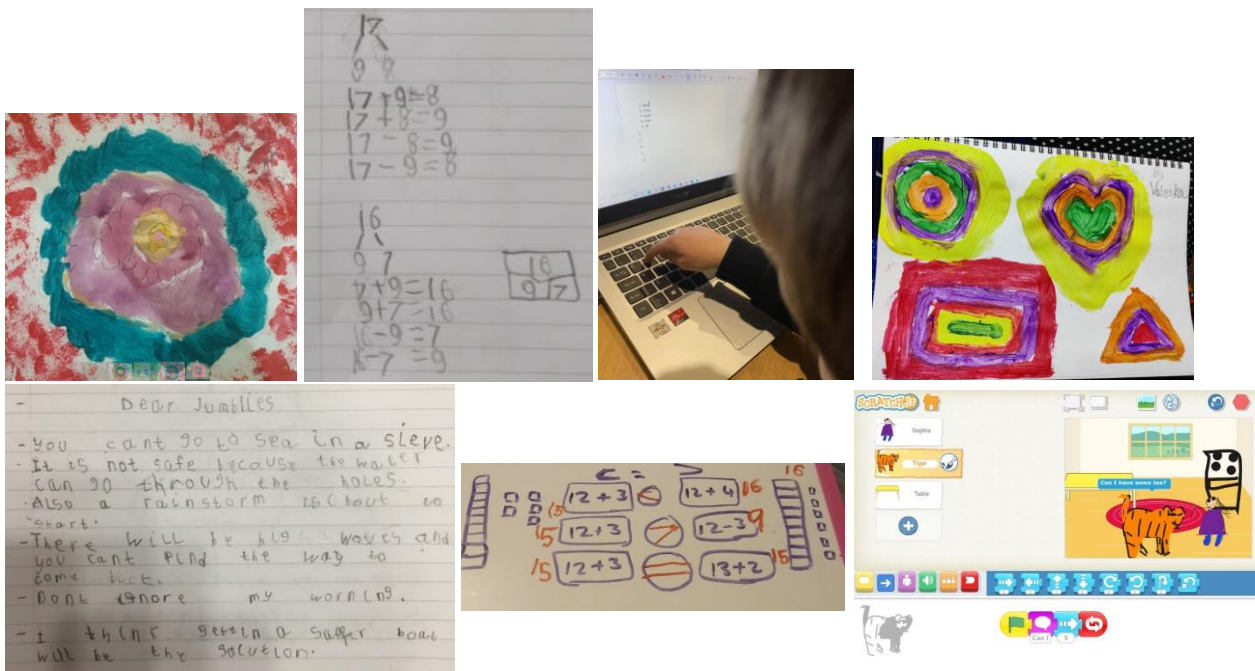 17
9 8
17+9=8
17+8=9
17-8=9
17-9=8
16
9 7
7+9=16
9+7=16
16-9=7
16-7=9
16
9 7
By
Valeska
- Dear Jumblies
- You cant go to sea in a sieve.
- It is not safe because the water
can go through the holes.
. Also a rainstorm is about to
start.
- There will be big waves and
you cant find the way to
come back.
- Dont ignore my worning.
- I think gettin a saffer boat
will be the solution.
< = >
15 12+3 < 12+4 16
15 12+3 > 12-3 9
15 12+3 = 13+2 15
16
SCRATCHJr
Sophie
Tiger
Table
Can I have some tea?
Can I
5